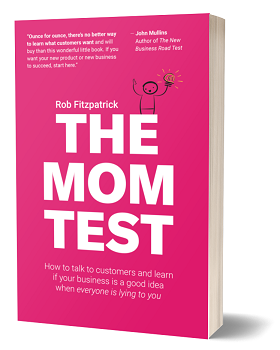 "Ounce for ounce, there's no better way
to learn what customers want and will
buy than this wonderful little book. If you
want your new product or new business
to succeed, start here."
– John Mullins
Author of The New
Business Road Test
Rob Fitzpatrick
THE
MOM
TEST
How to talk to customers and learn
if your business is a good idea
when everyone is lying to you